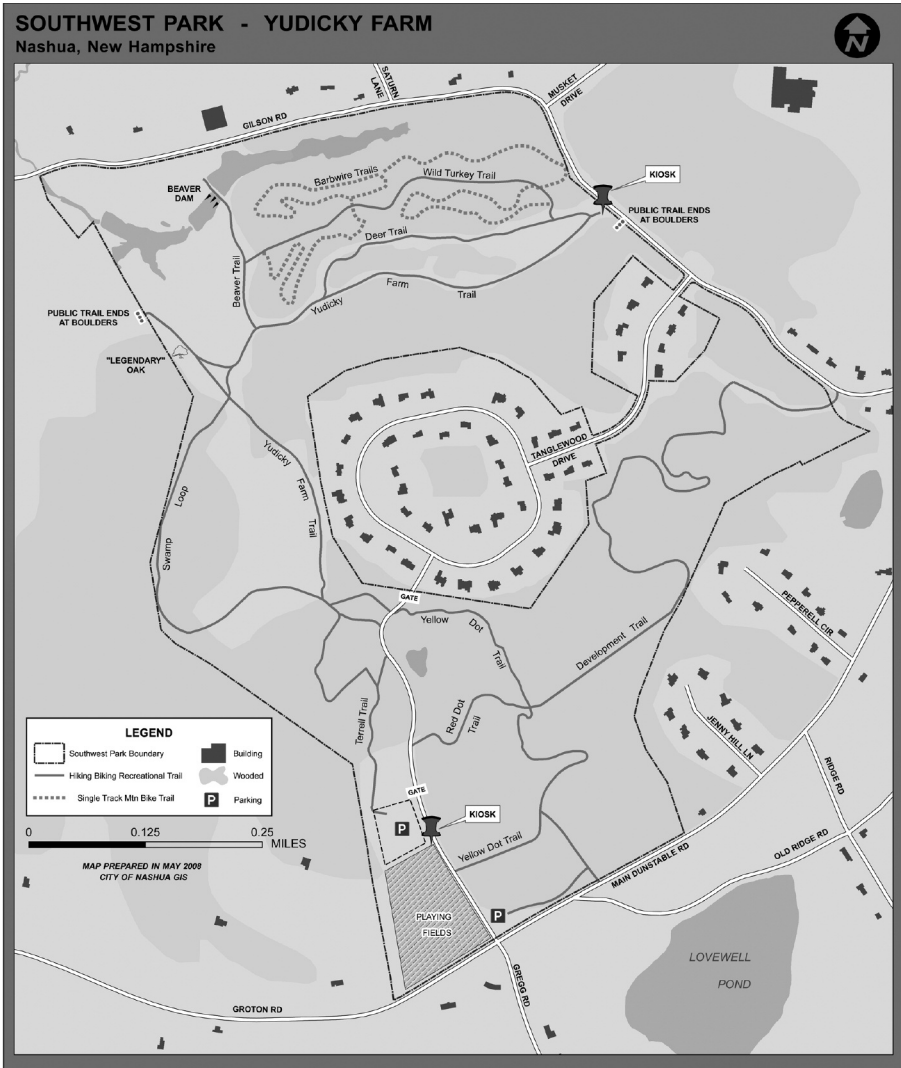 SOUTHWEST PARK - YUDICKY FARM
Nashua, New Hampshire
N
SATURN
LANE
MUSKET
DRIVE
GILSON RD
KIOSK
BEAVER
DAM
Barbwire Trails
Wild Turkey Trail
PUBLIC TRAIL ENDS
AT BOULDERS
Deer Trail
Beaver Trail
Yudicky Farm Trail
PUBLIC TRAIL ENDS
AT BOULDERS
"LEGENDARY"
OAK
TANGLEWOOD
DRIVE
Yudicky Farm Trail
Swamp Loop
GATE
Yellow Dot Trail
PEPPERELL CIR
Development Trail
Terrell Trail
Red Dot
Trail
JENNY HILL LN
RIDGE RD
LEGEND
Southwest Park Boundary
Building
Hiking Biking Recreational Trail
Wooded
Single Track Mtn Bike Trail
P
Parking
0
0.125
0.25
MILES
MAP PREPARED IN MAY 2008
CITY OF NASHUA GIS
GATE
KIOSK
P
Yellow Dot Trail
OLD RIDGE RD
MAIN DUNSTABLE RD
P
PLAYING
FIELDS
GREGG RD
LOVEWELL
POND
GROTON RD